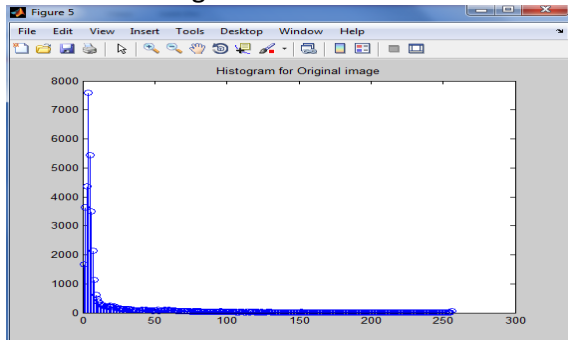 Figure 5
File Edit View Insert Tools Desktop Window Help
Histogram for Original image
8000
7000
6000
5000
4000
3000
2000
1000
0
0 50 100 150 200 250 300